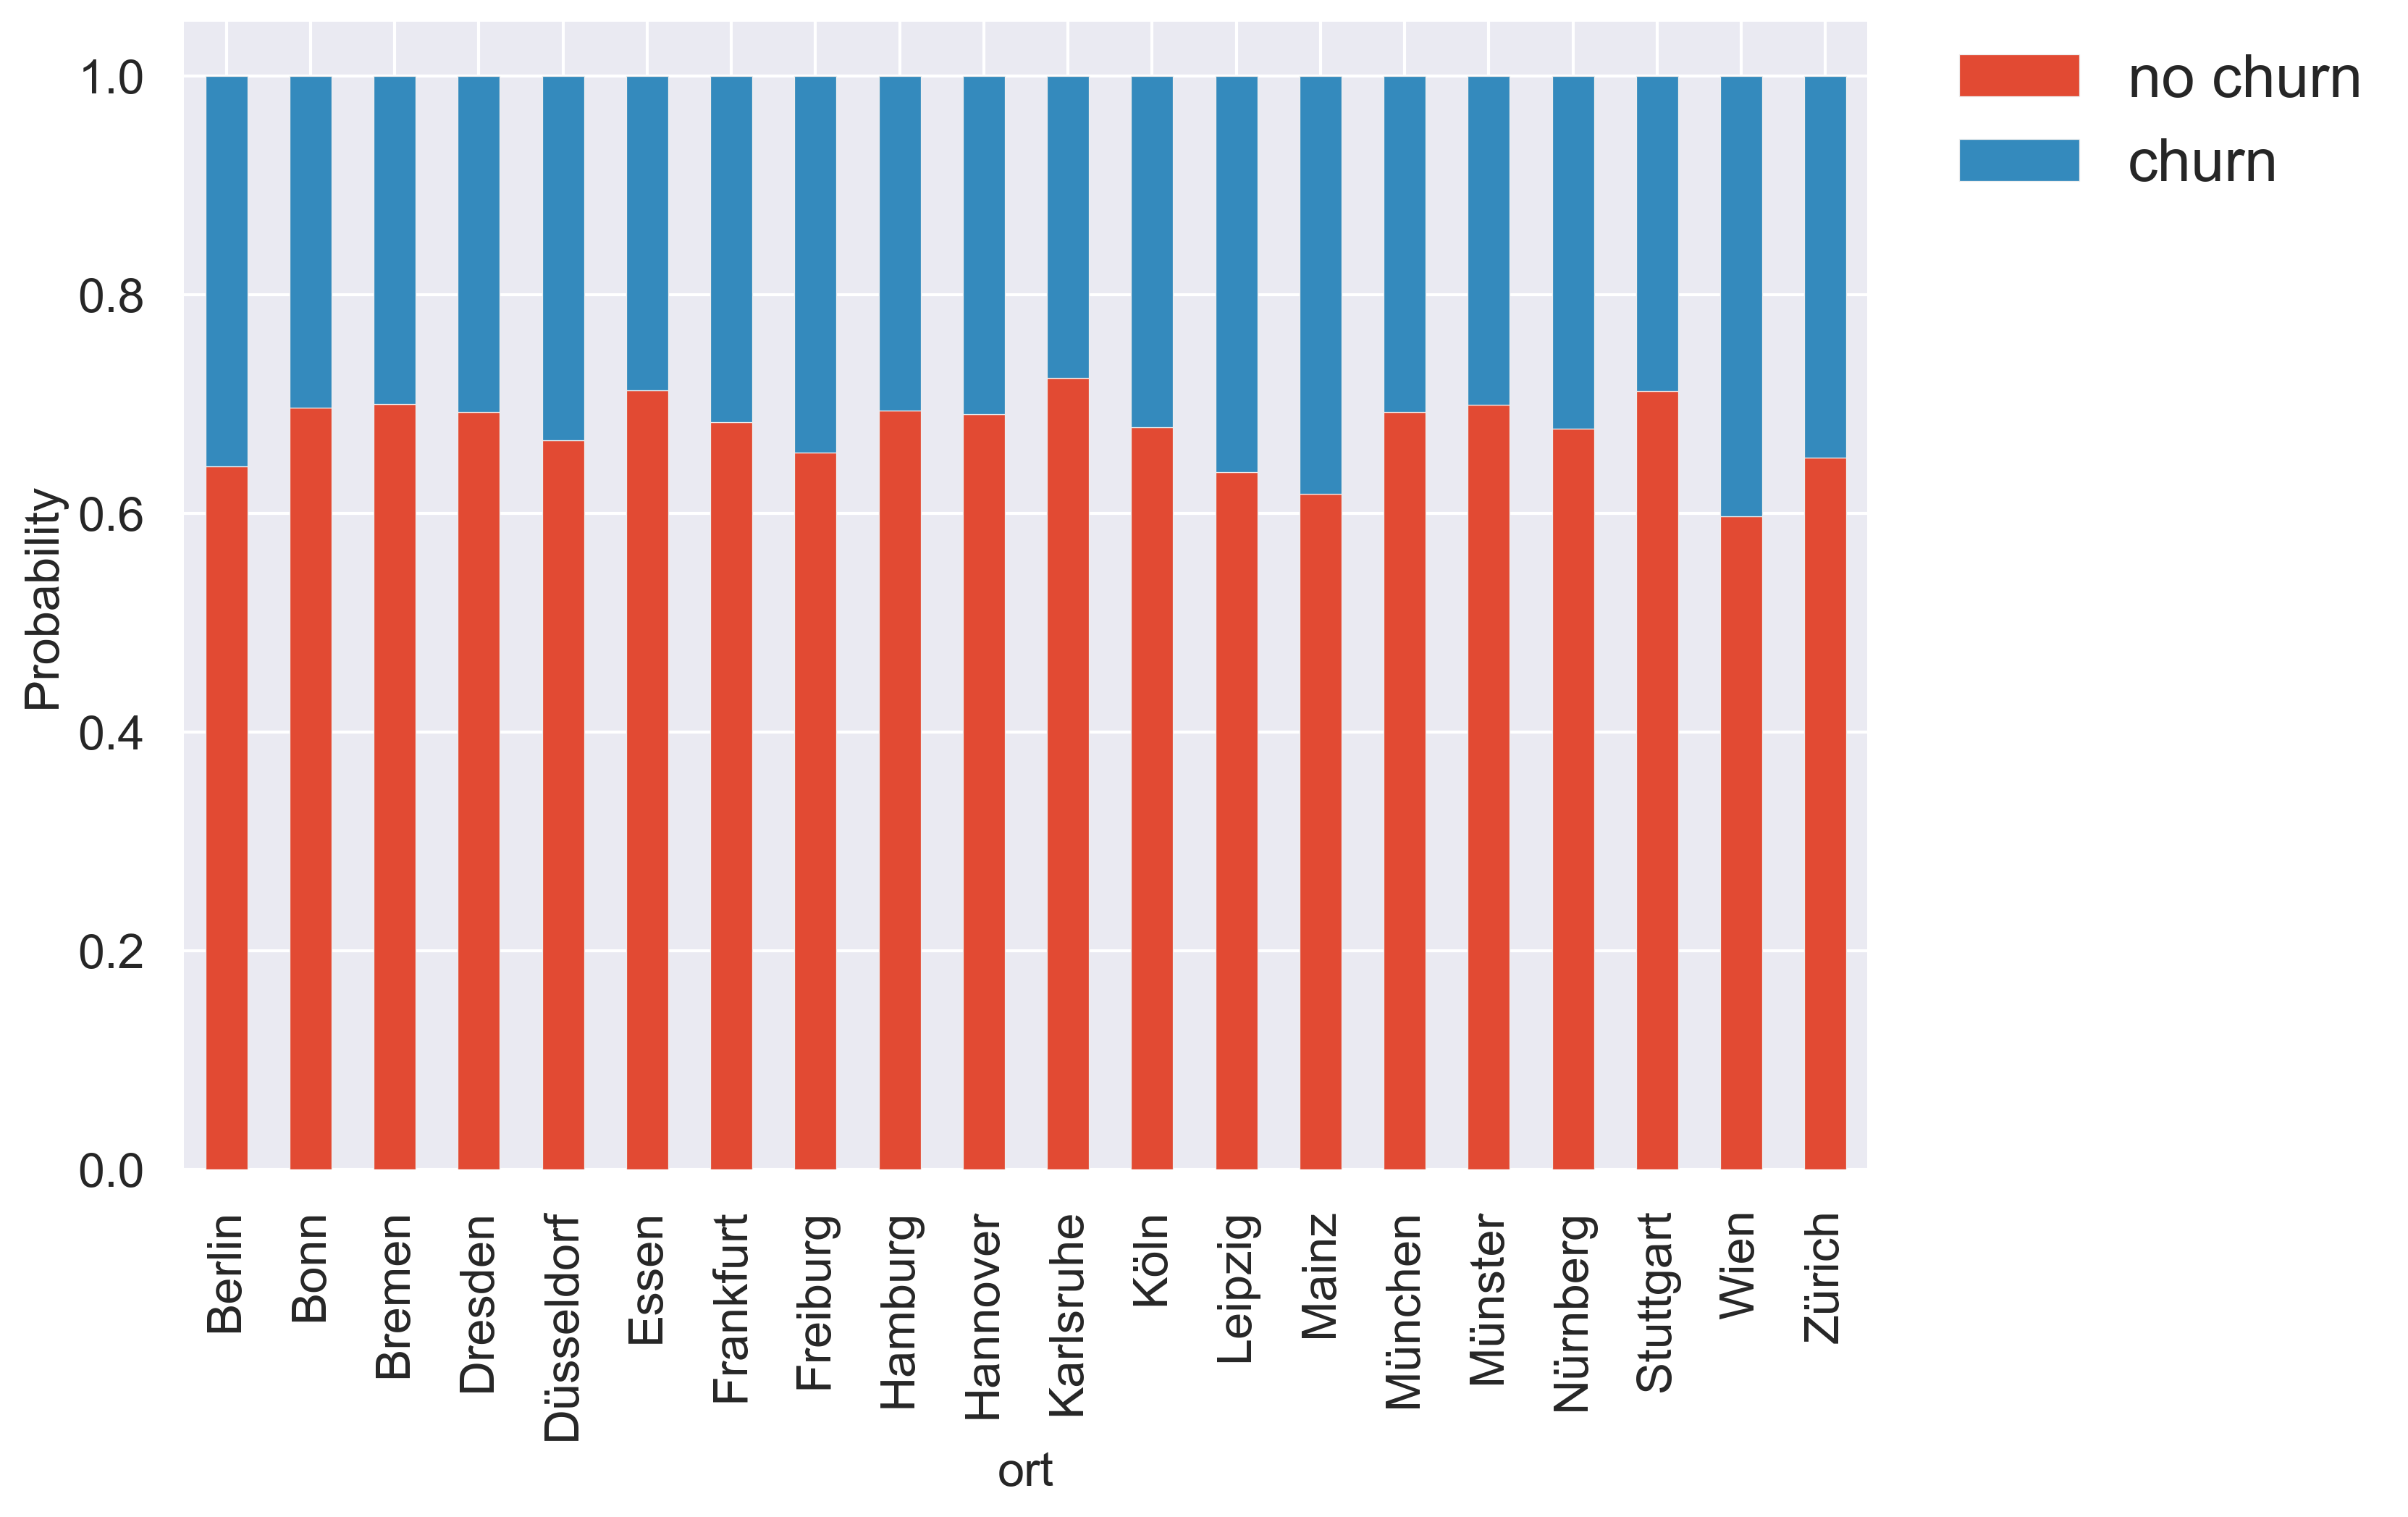 no churn
churn
Probability
1.0
0.8
0.6
0.4
0.2
0.0
Berlin
Bonn
Bremen
Dresden
Düsseldorf
Essen
Frankfurt
Freiburg
Hamburg
Hannover
Karlsruhe
Köln
Leipzig
Mainz
München
Münster
Nürnberg
Stuttgart
Wien
Zürich
ort